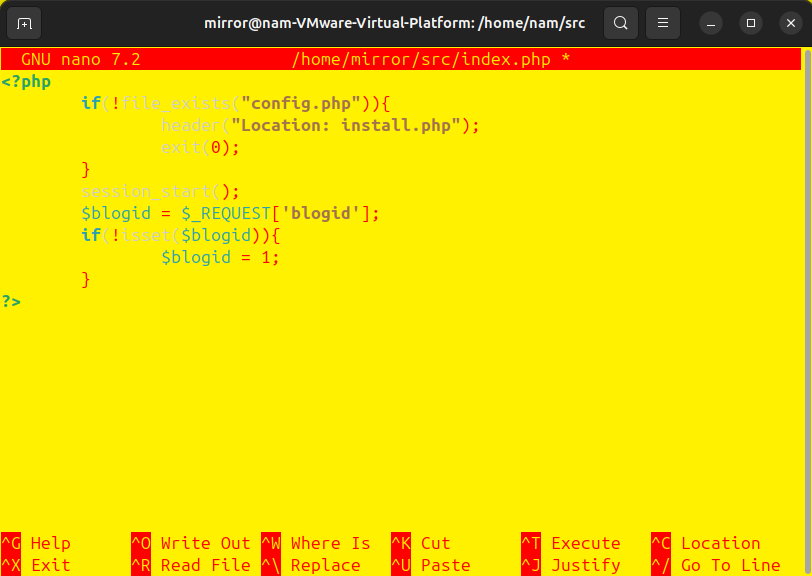 mirror@nam-VMware-Virtual-Platform: /home/nam/src
GNU nano 7.2 /home/mirror/src/index.php *
<?php
        if(!file_exists("config.php")){
                header("Location: install.php");
                exit(0);
        }
        session_start();
        $blogid = $_REQUEST['blogid'];
        if(!isset($blogid)){
                $blogid = 1;
        }
?>
^G Help ^O Write Out ^W Where Is ^K Cut ^T Execute ^C Location
^X Exit ^R Read File ^\ Replace ^U Paste ^J Justify ^/ Go To Line